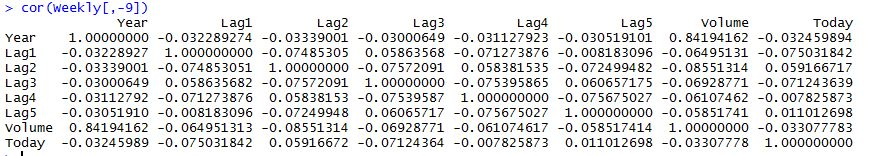 > cor(weekly[,-9])
Year Lag1 Lag2 Lag3 Lag4 Lag5 Volume Today
Year 1.00000000 -0.032289274 -0.03339001 -0.03000649 -0.031127923 -0.030519101 0.84194162 -0.032459894
Lag1 -0.03228927 1.000000000 -0.07485305 0.05863568 -0.071273876 -0.008183096 -0.06495131 -0.075031842
Lag2 -0.03339001 -0.074853051 1.00000000 -0.07572091 0.058381535 -0.072499482 -0.08551314 0.059166717
Lag3 -0.03000649 0.058635682 -0.07572091 1.00000000 -0.075395865 0.060657175 -0.06928771 -0.071243639
Lag4 -0.03112792 -0.071273876 0.05838153 -0.07539587 1.000000000 -0.075675027 -0.06107462 -0.007825873
Lag5 -0.03051910 -0.008183096 -0.07249948 0.06065717 -0.075675027 1.000000000 -0.05851741 0.011012698
Volume 0.84194162 -0.064951313 -0.08551314 -0.06928771 -0.061074617 -0.058517414 1.00000000 -0.033077783
Today -0.03245989 -0.075031842 0.05916672 -0.07124364 -0.007825873 0.011012698 -0.03307778 1.000000000